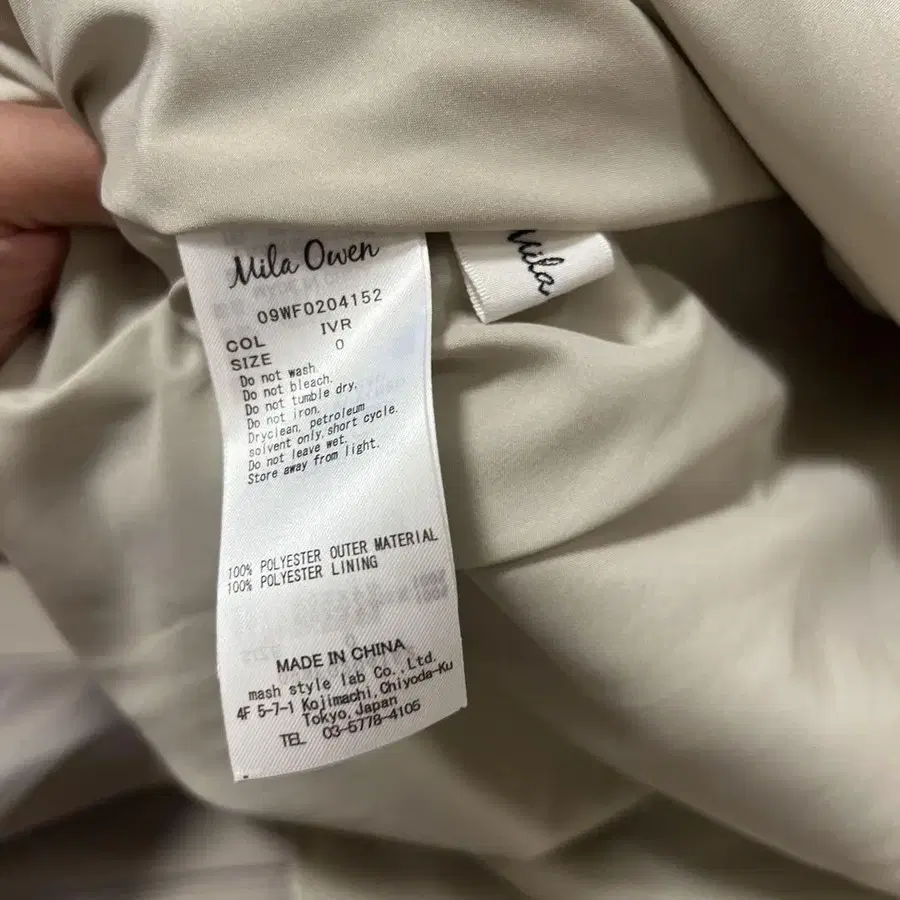 Mila Owen
09WF0204152
COL IVR
SIZE 0
Do not wash.
Do not bleach.
Do not tumble dry.
Do not iron.
Dryclean, petroleum
solvent only, short cycle.
Do not leave wet.
Store away from light.
100% POLYESTER OUTER MATERIAL
100% POLYESTER LINING
MADE IN CHINA
mash style lab Co.,Ltd.
4F 5-7-1 Kojimachi, Chiyoda-Ku
Tokyo, Japan
TEL 03-5778-4105
Mila